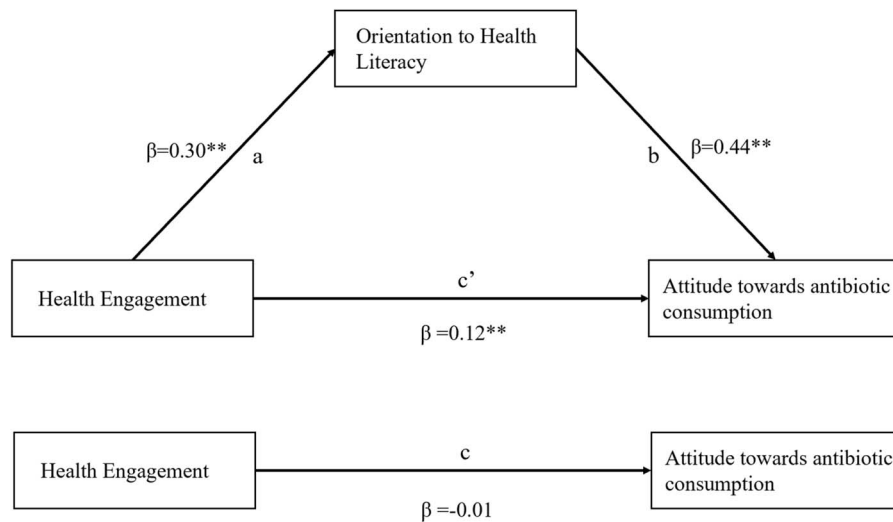 Orientation to Health
Literacy
β=0.30**
a
b
β=0.44**
Health Engagement
c’
β =0.12**
Attitude towards antibiotic
consumption
Health Engagement
c
β =-0.01
Attitude towards antibiotic
consumption